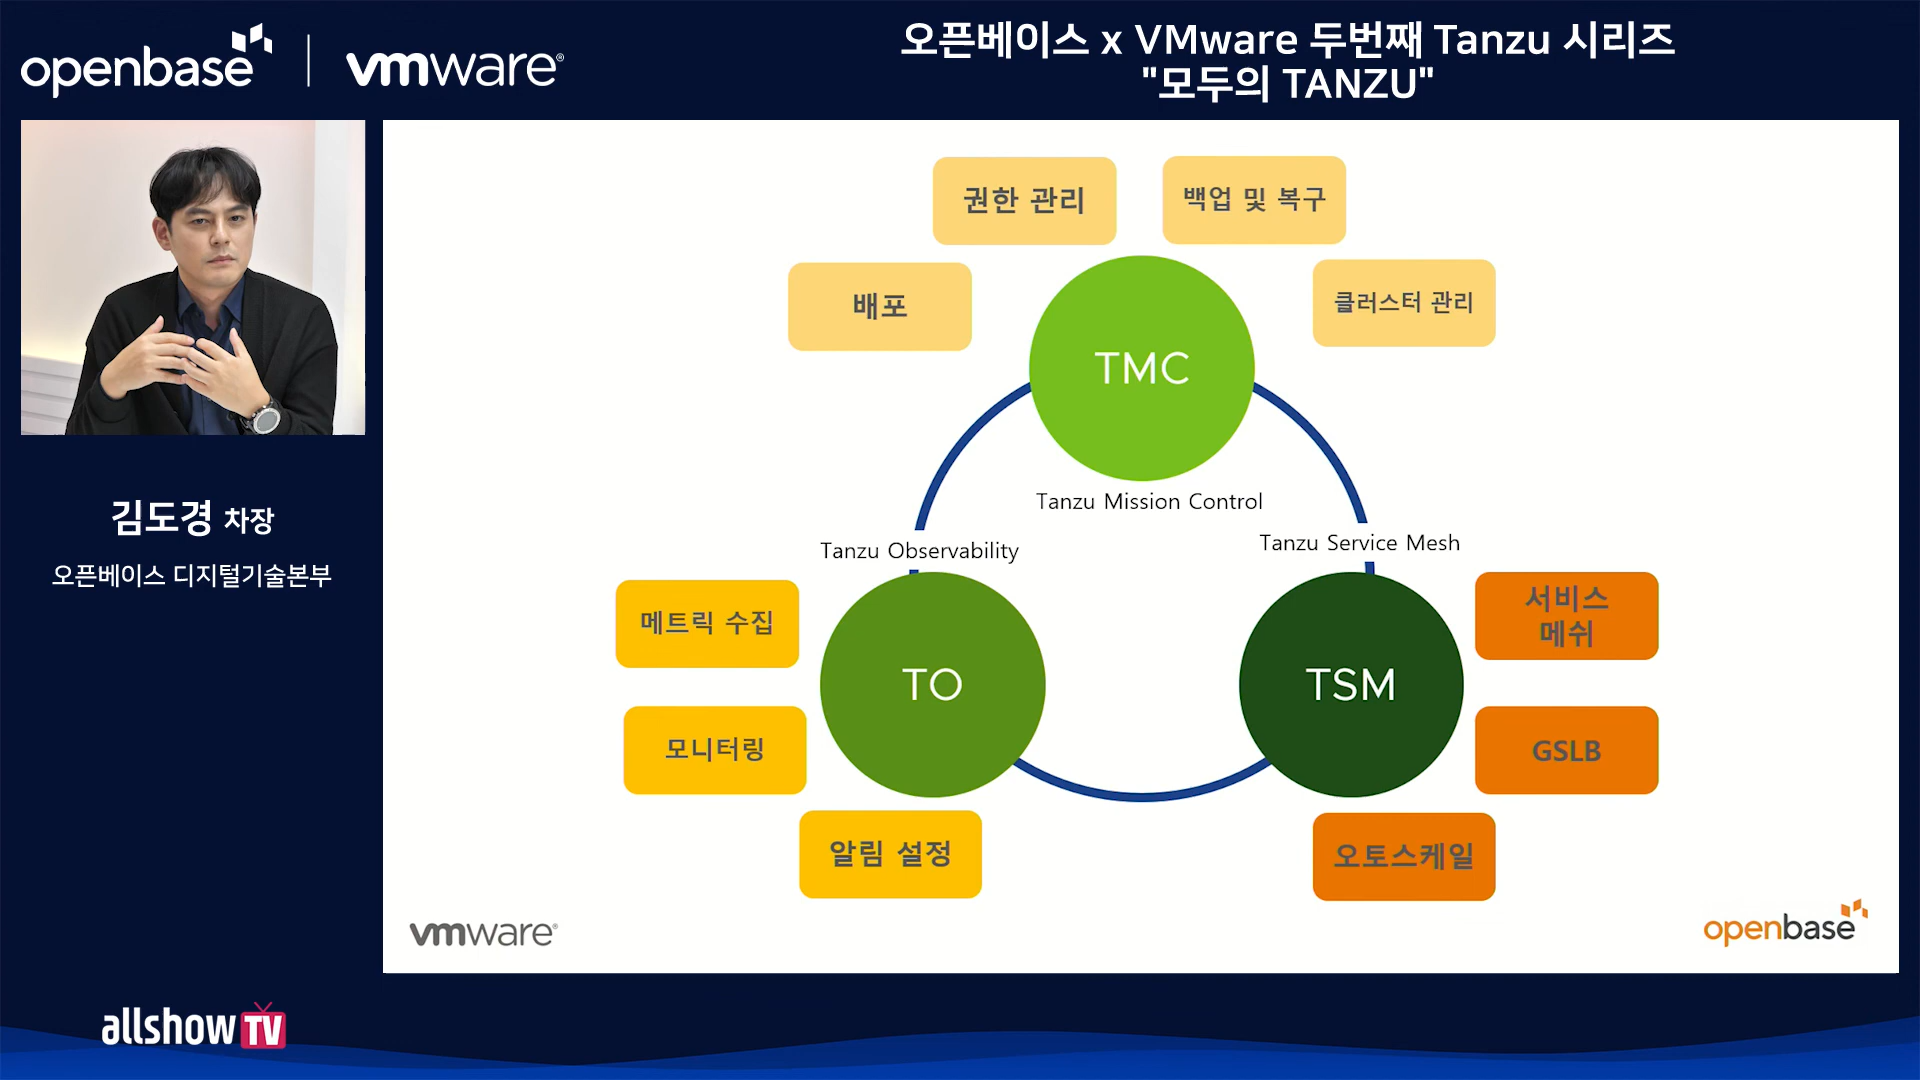 openbase
vmware®
오픈베이스 x VMware 두번째 Tanzu 시리즈
"모두의 TANZU"
김도경 차장
오픈베이스 디지털기술본부
권한 관리
백업 및 복구
배포
클러스터 관리
TMC
Tanzu Mission Control
Tanzu Observability
Tanzu Service Mesh
메트릭 수집
TO
TSM
서비스
메쉬
모니터링
GSLB
알림 설정
오토스케일
vmware®
openbase
allshow TV